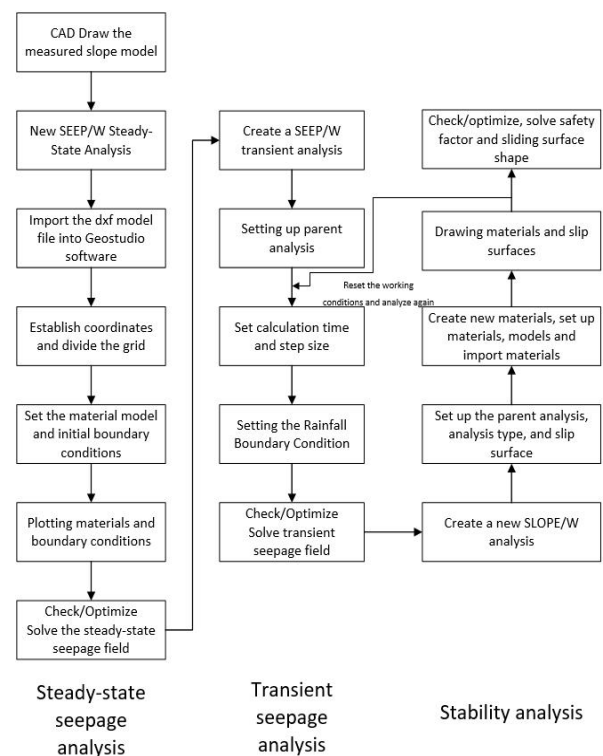 CAD Draw the
measured slope model
New SEEP/W Steady-
State Analysis
Import the dxf model
file into Geostudio
software
Establish coordinates
and divide the grid
Set the material model
and initial boundary
conditions
Plotting materials and
boundary conditions
Check/Optimize
Solve the steady-state
seepage field
Steady-state
seepage
analysis
Create a SEEP/W
transient analysis
Setting up parent
analysis
Reset the working
conditions and analyze again
Set calculation time
and step size
Setting the Rainfall
Boundary Condition
Check/Optimize
Solve transient
seepage field
Transient
seepage
analysis
Check/optimize, solve safety
factor and sliding surface
shape
Drawing materials and slip
surfaces
Create new materials, set up
materials, models and
import materials
Set up the parent analysis,
analysis type, and slip
surface
Create a new SLOPE/W
analysis
Stability analysis